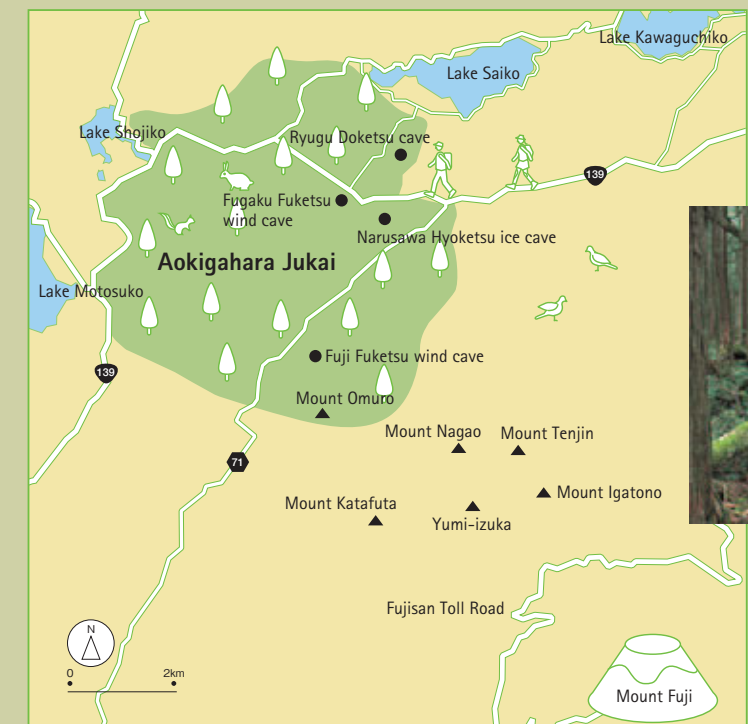 Lake Kawaguchiko
Lake Saiko
Lake Shojiko
Ryugu Doketsu cave
139
Fugaku Fuketsu
wind cave
Narusawa Hyoketsu ice cave
Aokigahara Jukai
Lake Motosuko
Fuji Fuketsu wind cave
139
Mount Omuro
Mount Nagao
Mount Tenjin
71
Mount Igatono
Mount Katafuta
Yumi-izuka
Fujisan Toll Road
N
0
2km
Mount Fuji